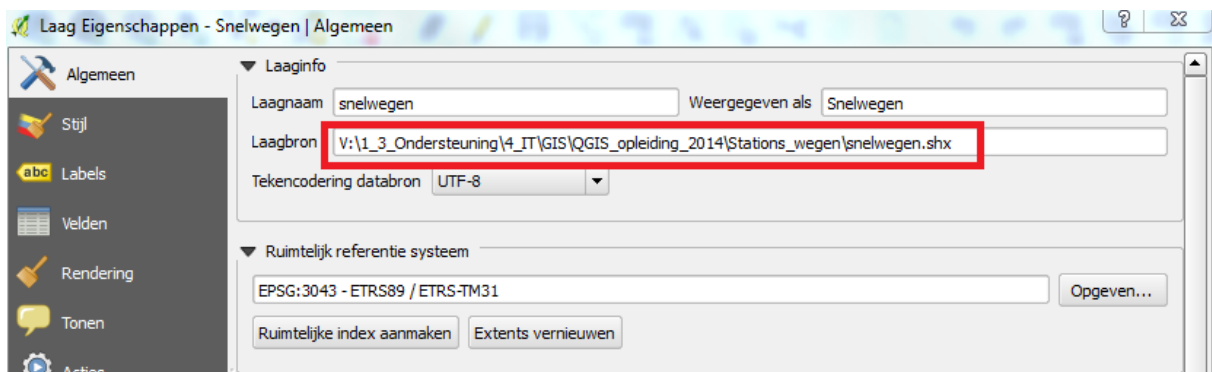 Laag Eigenschappen - Snelwegen | Algemeen
Algemeen
Stijl
abc Labels
Velden
Rendering
Tonen
Acties
Laaginfo
Laagnaam snelwegen Weergegeven als Snelwegen
Laagbron V:\1_3_Ondersteuning\4_IT\GIS\QGIS_opleiding_2014\Stations_wegen\snelwegen.shx
Tekencodering databron UTF-8
Ruimtelijk referentie systeem
EPSG:3043 - ETRS89 / ETRS-TM31 Opgeven...
Ruimtelijke index aanmaken Extents vernieuwen